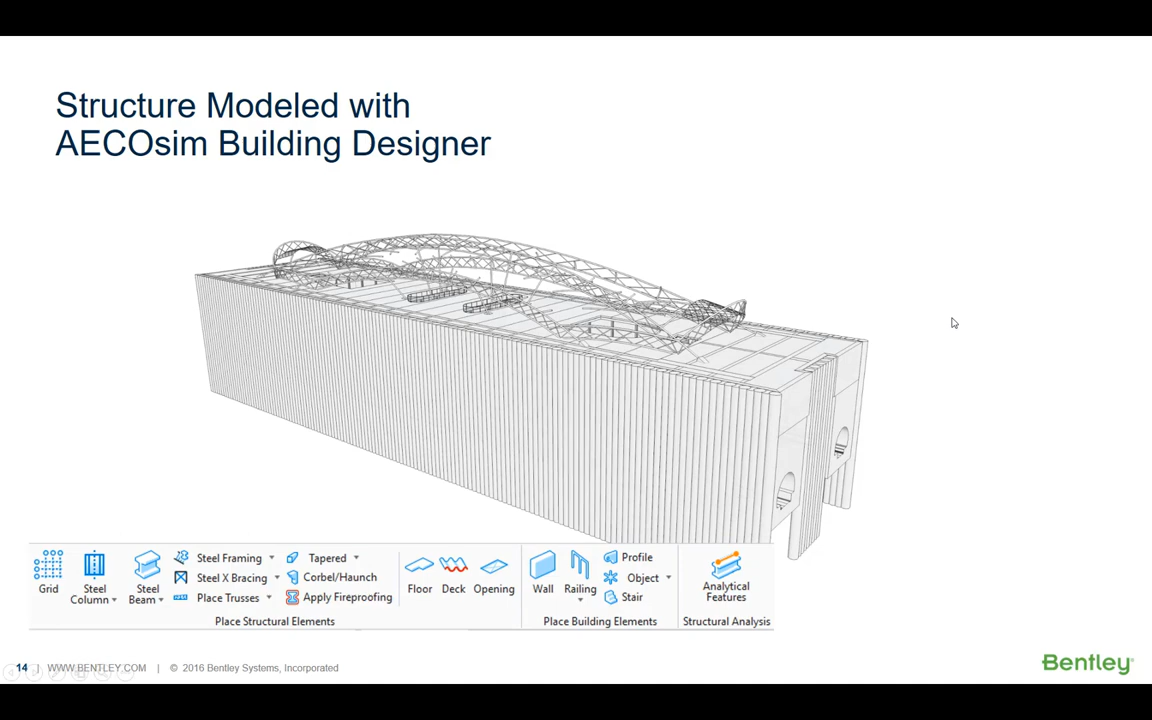 Structure Modeled with
AECOsim Building Designer
Grid
Steel Column
Steel Beam
Steel Framing
Steel X Bracing
Place Trusses
Tapered
Corbel/Haunch
Apply Fireproofing
Floor
Deck
Opening
Place Structural Elements
Wall
Railing
Profile
Object
Stair
Place Building Elements
Analytical Features
Structural Analysis
14 | WWW.BENTLEY.COM | © 2016 Bentley Systems, Incorporated
Bentley®